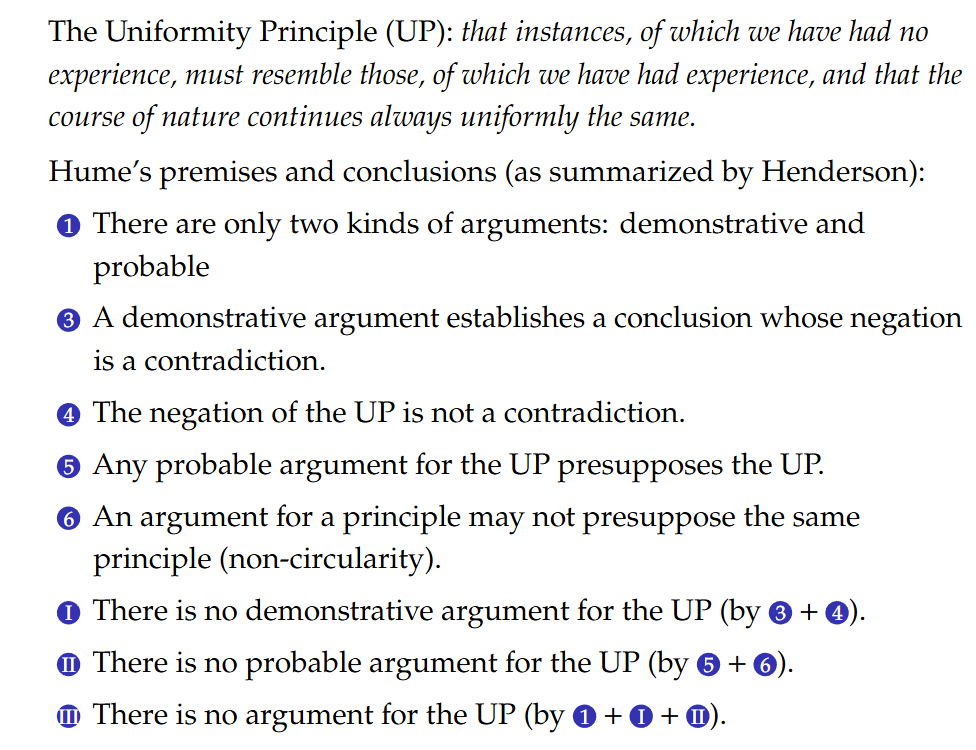 The Uniformity Principle (UP): that instances, of which we have had no
experience, must resemble those, of which we have had experience, and that the
course of nature continues always uniformly the same.
Hume’s premises and conclusions (as summarized by Henderson):
1 There are only two kinds of arguments: demonstrative and
probable
3 A demonstrative argument establishes a conclusion whose negation
is a contradiction.
4 The negation of the UP is not a contradiction.
5 Any probable argument for the UP presupposes the UP.
6 An argument for a principle may not presuppose the same
principle (non-circularity).
I There is no demonstrative argument for the UP (by 3 + 4).
II There is no probable argument for the UP (by 5 + 6).
III There is no argument for the UP (by 1 + I + II).